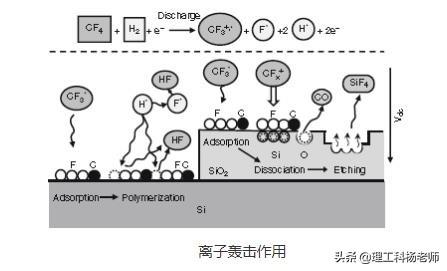 Discharge
CF4 + H2 + e- → CF3+· + F- + 2 H· + 2e-
HF
CF3·
H·
F·
HF
CF3·
CFx+
CO
SiF4
Vdc
F C
F C
F C
F C
Adsorption
Si O
SiO2
Dissociation → Etching
Adsorption → Polymerization
Si
离子轰击作用
头条 @理工科杨老师